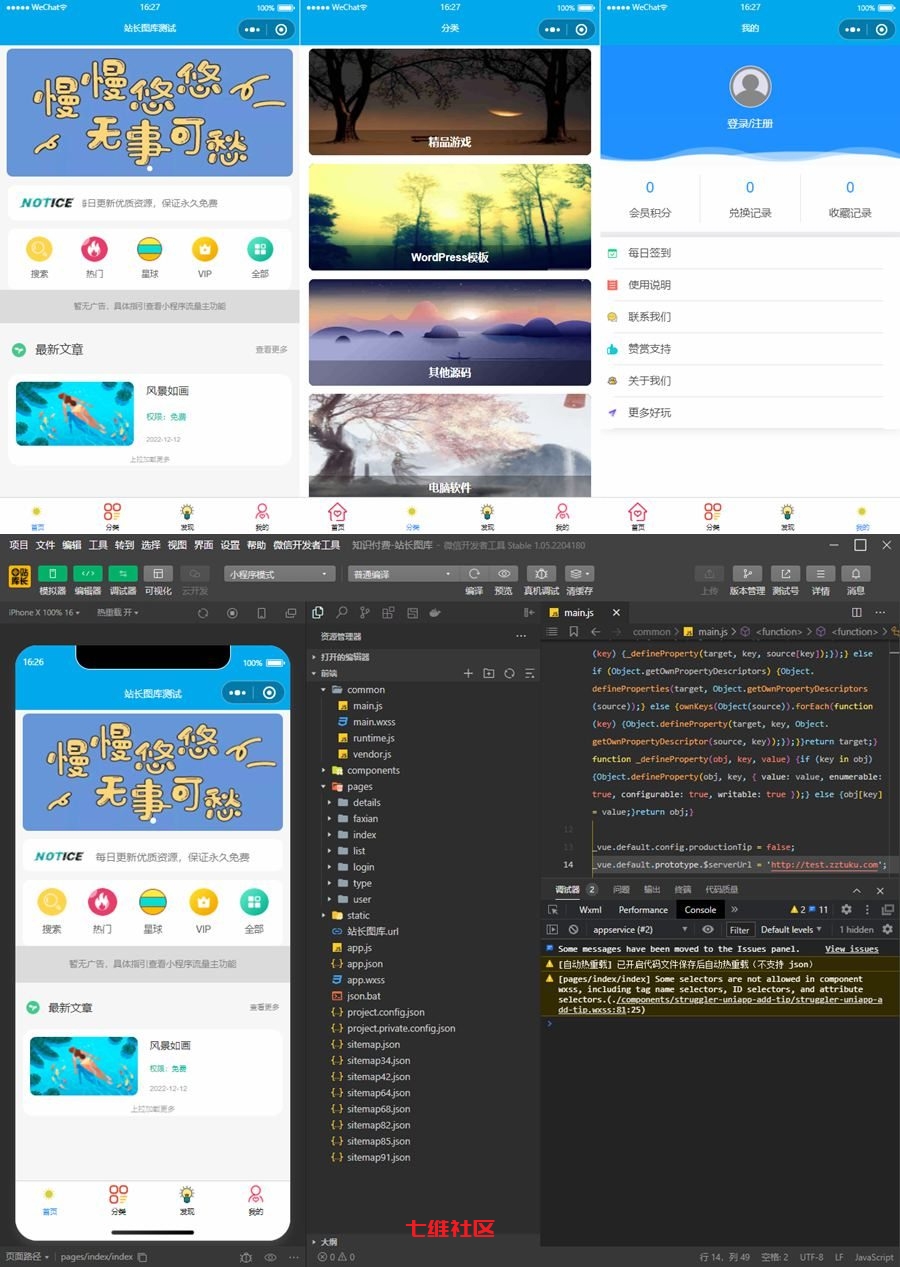 WeChat 16:27 100%
站长图库测试
慢慢悠悠
无事可愁
NOTICE 每日更新优质资源，保证永久免费
搜索 热门 星球 VIP 全部
暂无广告，具体指引查看小程序流量主功能
最新文章 查看更多
风景如画
权限：免费
2022-12-12
上拉加载更多
首页 分类 发现 我的
WeChat 16:27 100%
分类
精品游戏
WordPress模板
其他源码
电脑软件
首页 分类 发现 我的
WeChat 16:27 100%
我的
登录/注册
0 0 0
会员积分 兑换记录 收藏记录
每日签到
使用说明
联系我们
赞赏支持
关于我们
更多好玩
首页 分类 发现 我的
项目 文件 编辑 工具 转到 选择 视图 界面 设置 帮助 微信开发者工具 知识付费-站长图库 - 微信开发者工具 Stable 1.05.2204180
站长图库
模拟器 编辑器 调试器 可视化 云开发
小程序模式 普通编译
编译 预览 真机调试 清缓存
上传 版本管理 测试号 详情 消息
iPhone X 100% 16 热重载 开
16:26 100%
站长图库测试
慢慢悠悠
无事可愁
NOTICE 每日更新优质资源，保证永久免费
搜索 热门 星球 VIP 全部
暂无广告，具体指引查看小程序流量主功能
最新文章 查看更多
风景如画
权限：免费
2022-12-12
上拉加载更多
首页 分类 发现 我的
页面路径 pages/index/index
资源管理器
打开的编辑器
前端
common
main.js
main.wxss
runtime.js
vendor.js
components
pages
details
faxian
index
list
login
type
user
static
站长图库.url
app.js
app.json
app.wxss
json.bat
project.config.json
project.private.config.json
sitemap.json
sitemap34.json
sitemap42.json
sitemap64.json
sitemap68.json
sitemap82.json
sitemap85.json
sitemap91.json
七维社区
大纲
0 0
main.js
common > main.js > <function> > <function>
(key) {_defineProperty(target, key, source[key]);});} else
if (Object.getOwnPropertyDescriptors) {Object.
defineProperties(target, Object.getOwnPropertyDescriptors
(source));} else {ownKeys(Object(source)).forEach(function
(key) {Object.defineProperty(target, key, Object.
getOwnPropertyDescriptor(source, key));});}}return target;}
function _defineProperty(obj, key, value) {if (key in obj)
{Object.defineProperty(obj, key, { value: value, enumerable:
true, configurable: true, writable: true });} else {obj[key]
= value;}return obj;}
12
13 _vue.default.config.productionTip = false;
14 _vue.default.prototype.$serverUrl = 'http://test.zztuku.com';
调试器 2 问题 输出 终端 代码质量
Wxml Performance Console 2 11
appservice (#2) Filter Default levels 1 hidden
Some messages have been moved to the Issues panel. View issues
[自动热重载] 已开启代码文件保存后自动热重载（不支持 json）
[pages/index/index] Some selectors are not allowed in component
wxss, including tag name selectors, ID selectors, and attribute
selectors.(./components/struggler-uniapp-add-tip/struggler-uniapp-a
dd-tip.wxss:81:25)
行 14, 列 49 空格: 2 UTF-8 LF JavaScript